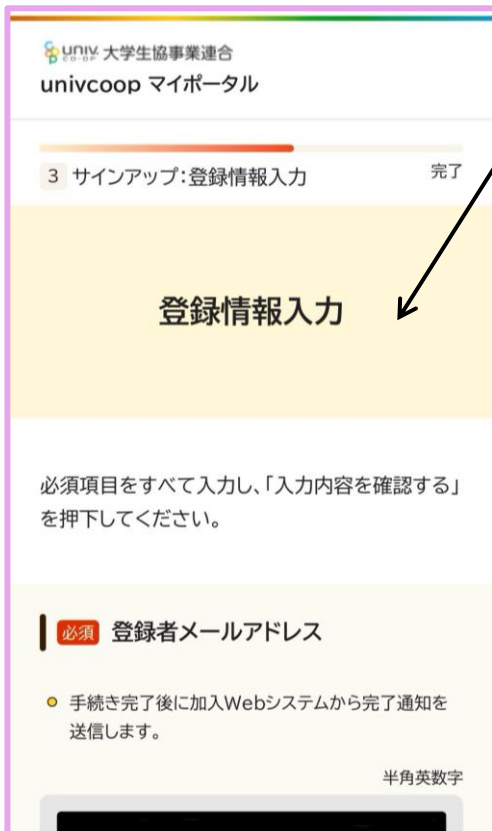 univ.
CO-OP
大学生協事業連合
univcoop マイポータル
3 サインアップ:登録情報入力 完了
登録情報入力
必須項目をすべて入力し、「入力内容を確認する」
を押下してください。
必須 登録者メールアドレス
手続き完了後に加入Webシステムから完了通知を
送信します。
半角英数字